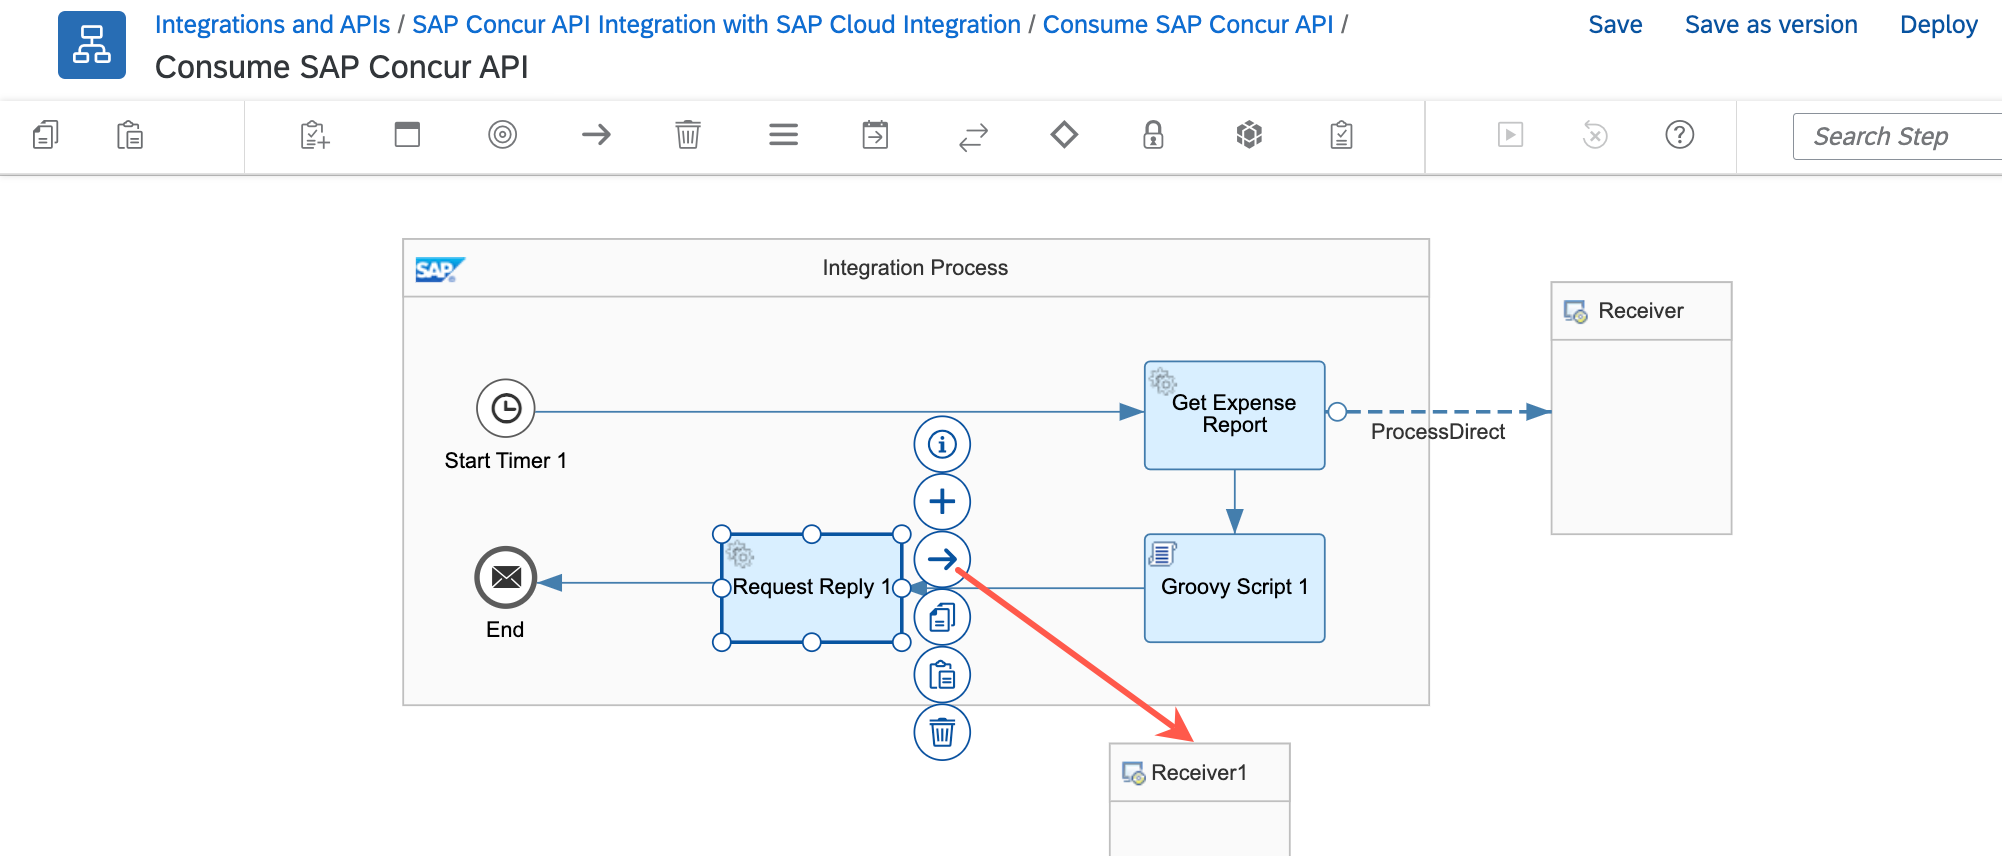 Integrations and APIs / SAP Concur API Integration with SAP Cloud Integration / Consume SAP Concur API /
Save
Save as version
Deploy
Consume SAP Concur API
Search Step
SAP
Integration Process
Receiver
Get Expense
Report
ProcessDirect
Start Timer 1
Request Reply 1
Groovy Script 1
End
Receiver1